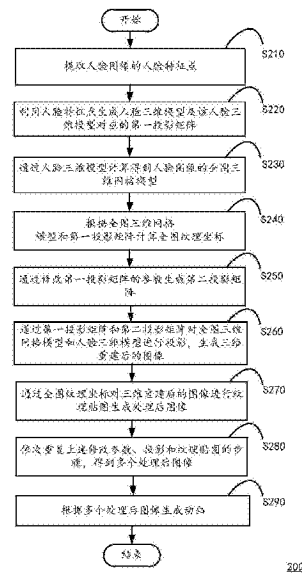 开始
S210
提取人脸图像的人脸特征点
S220
利用人脸特征点生成人脸三维模型及该人脸三
维模型对应的第一投影矩阵
S230
通过人脸三维模型计算得到人脸图像的全图三
维网格模型
S240
根据全图三维网格
模型和第一投影矩阵计算全图纹理坐标
S250
通过修改第一投影矩阵的参数生成第二投影矩
阵
S260
通过第一投影矩阵和第二投影矩阵对全图三维
网格模型和人脸三维模型进行投影，生成三维
重建后的图像
S270
通过全图纹理坐标对三维重建后的图像进行纹
理贴图生成处理后图像
S280
依次重复上述修改参数、投影和纹理贴图的步
骤，得到多个处理后图像
S290
根据多个处理后图像生成动画
结束
200